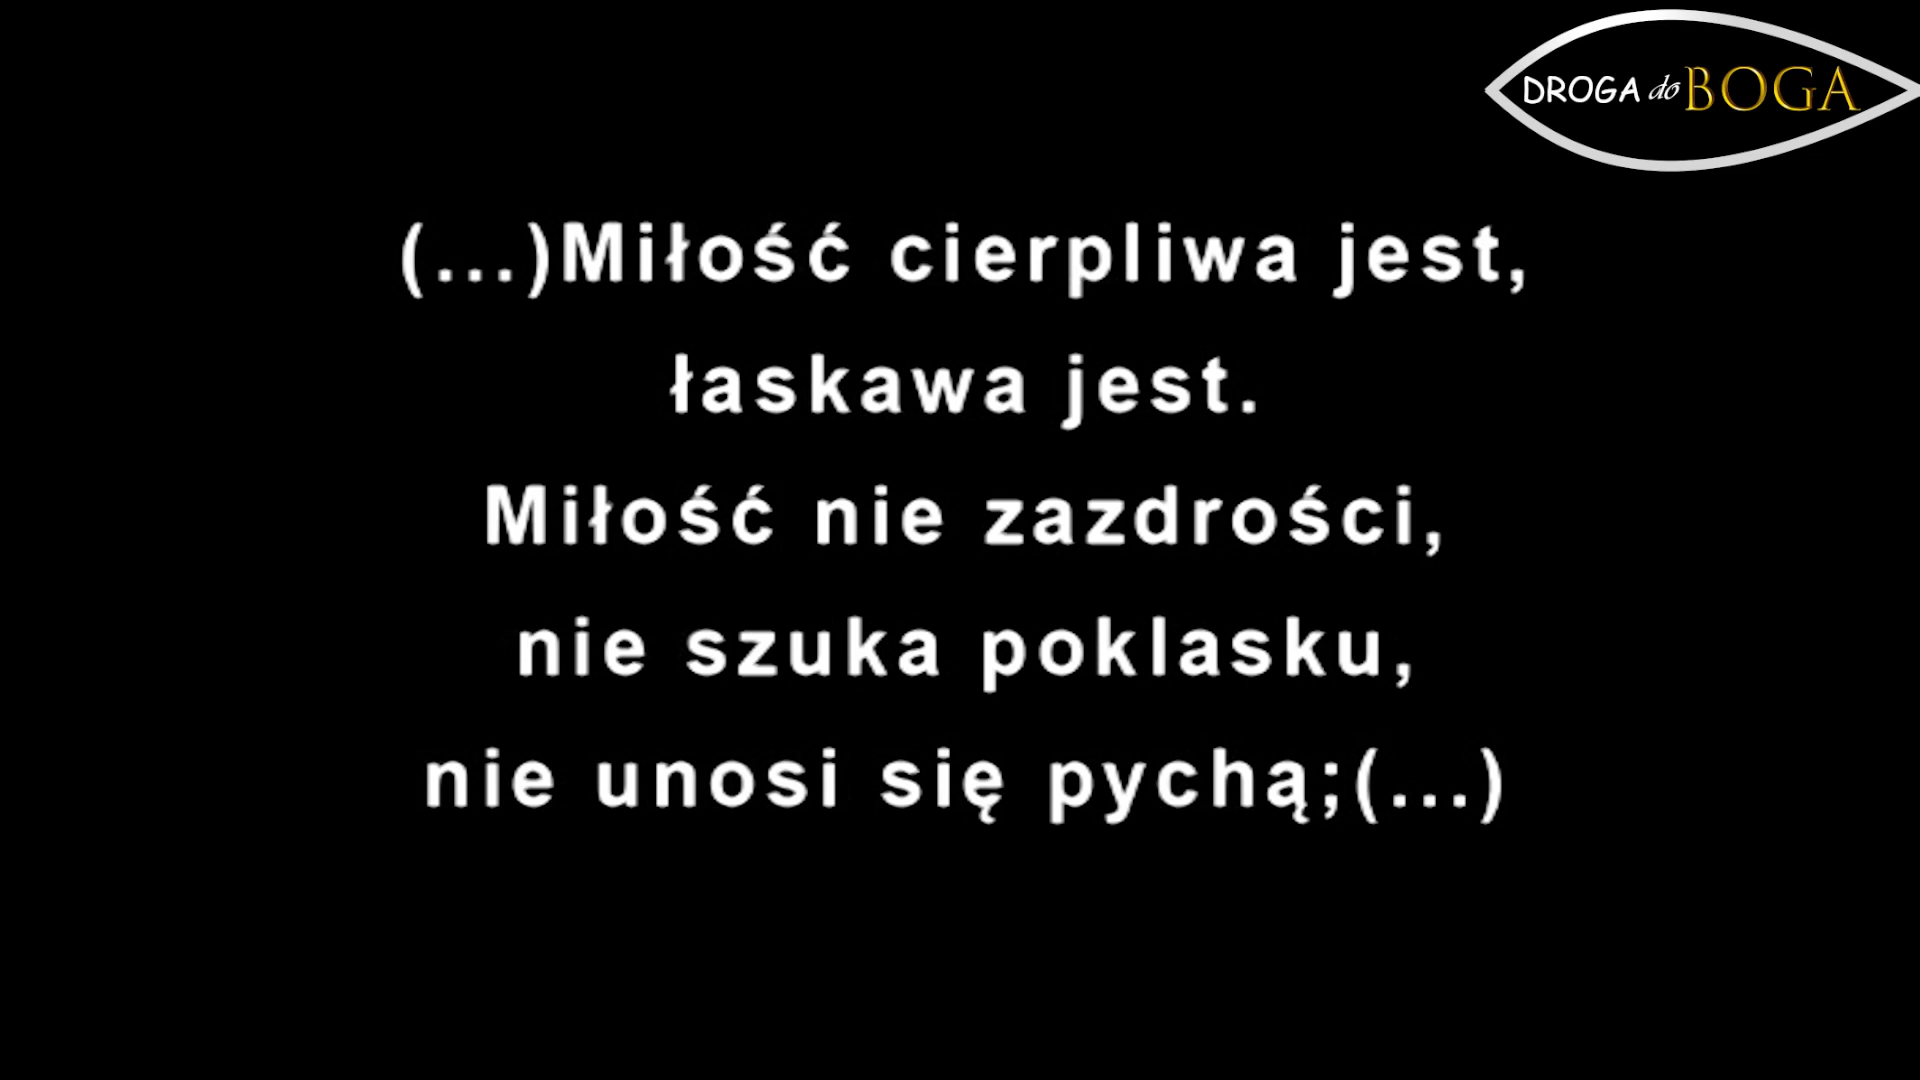 DROGA do BOGA
(...)Miłość cierpliwa jest,
łaskawa jest.
Miłość nie zazdrości,
nie szuka poklasku,
nie unosi się pychą;(...)